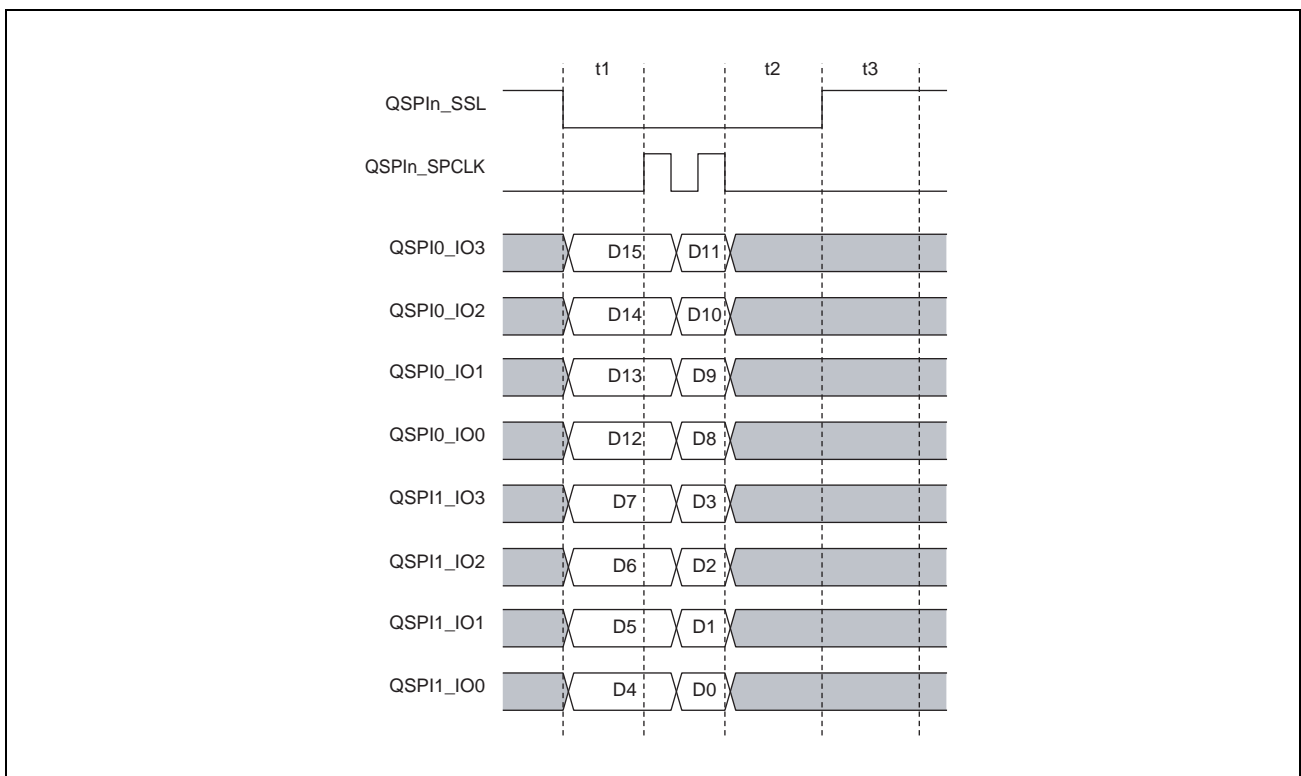 t1 t2 t3
QSPIn_SSL
QSPIn_SPCLK
QSPI0_IO3 D15 D11
QSPI0_IO2 D14 D10
QSPI0_IO1 D13 D9
QSPI0_IO0 D12 D8
QSPI1_IO3 D7 D3
QSPI1_IO2 D6 D2
QSPI1_IO1 D5 D1
QSPI1_IO0 D4 D0